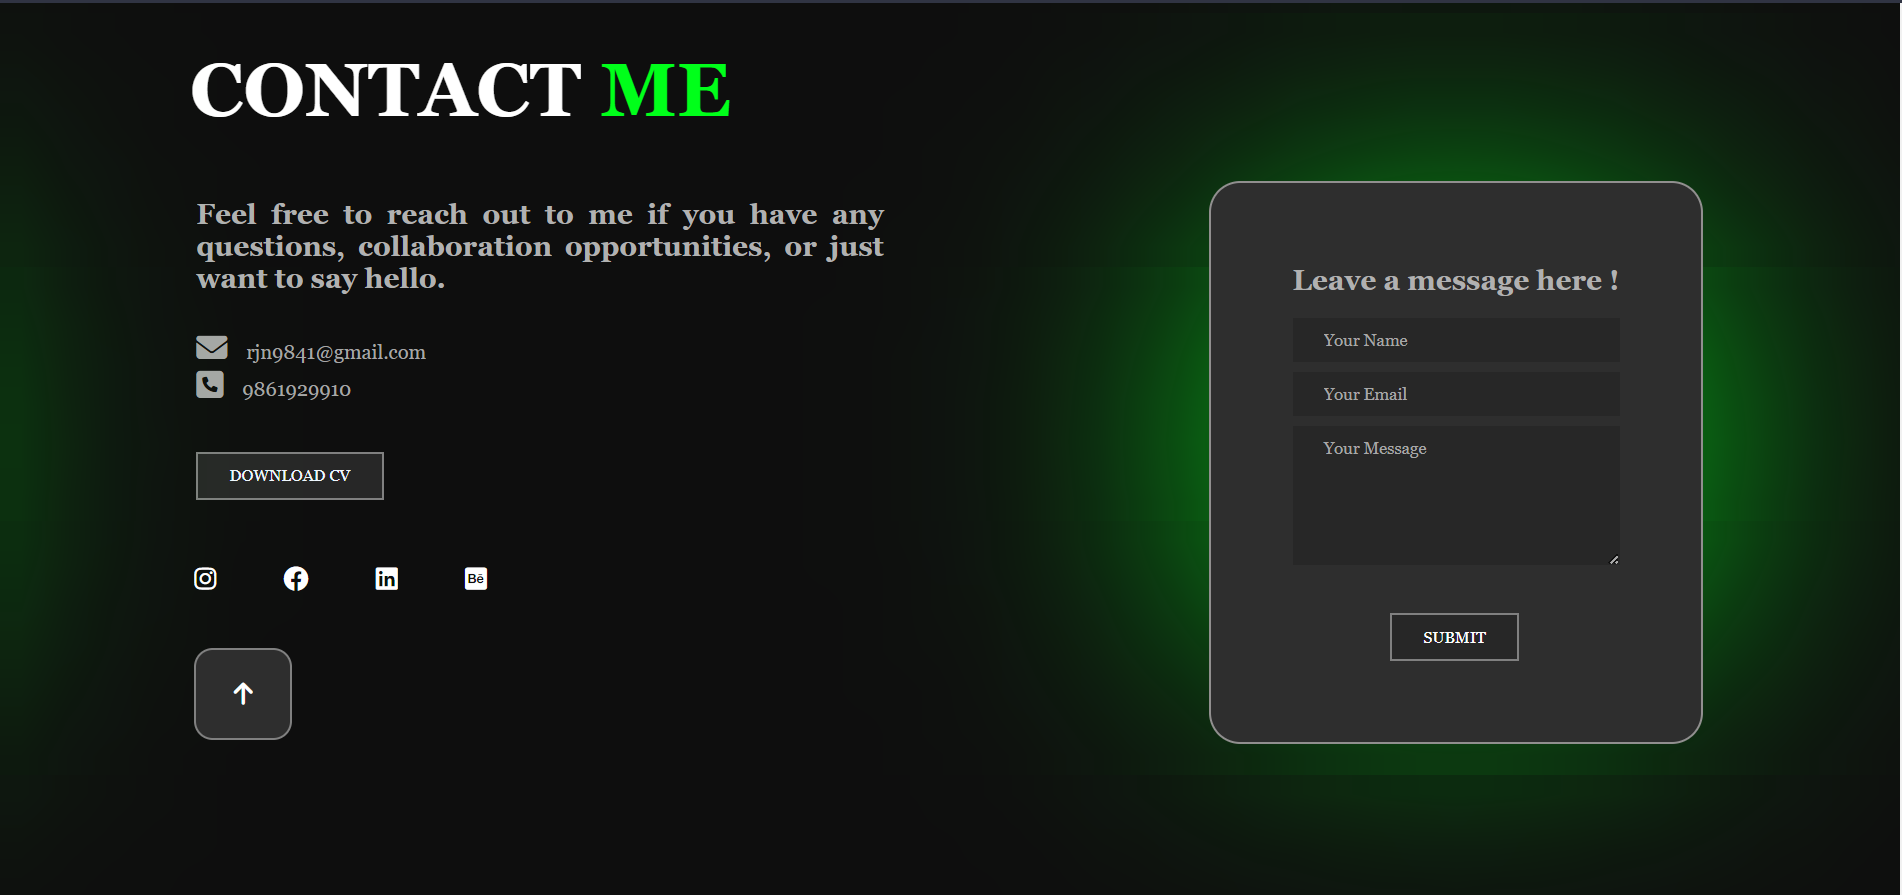 CONTACT ME
Feel free to reach out to me if you have any
questions, collaboration opportunities, or just
want to say hello.
rjn9841@gmail.com
9861929910
DOWNLOAD CV
Bē
Leave a message here !
Your Name
Your Email
Your Message
SUBMIT